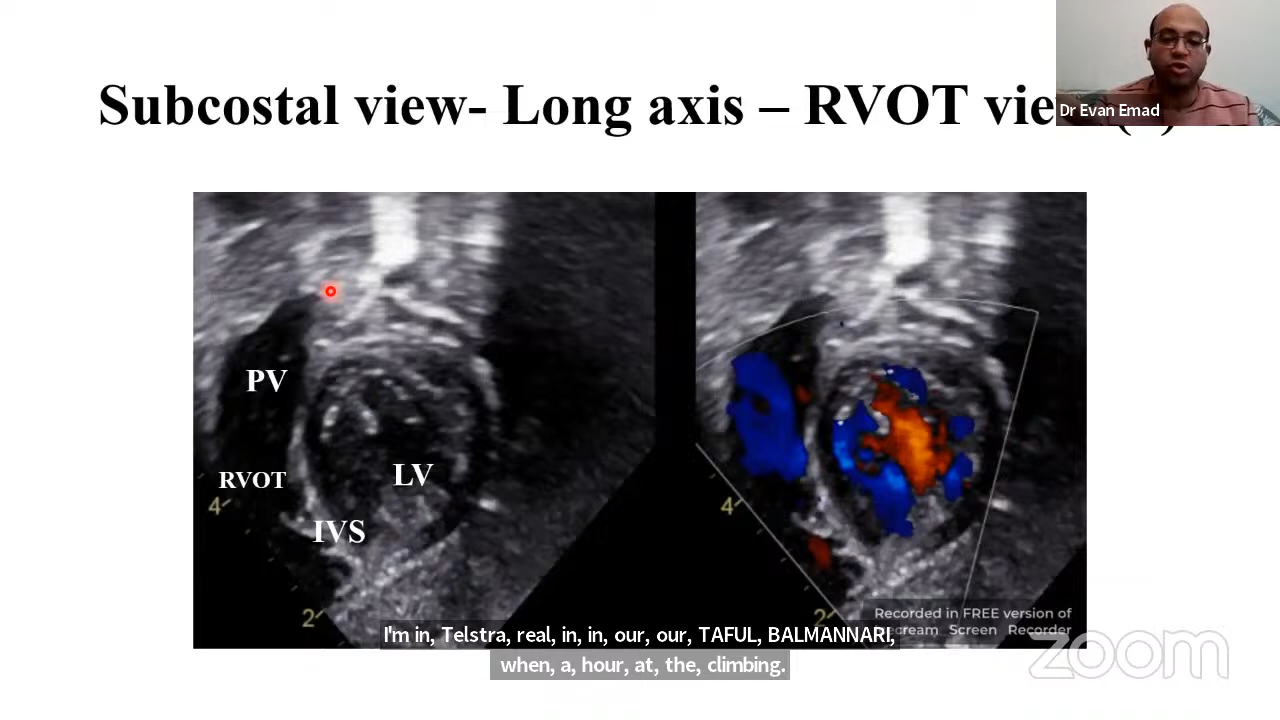 Subcostal view- Long axis – RVOT
Dr Evan Emad
PV
RVOT
LV
4
IVS
2
4
2
Recorded in FREE version of
Screen Recorder
I'm in, Telstra, real, in, in, our, our, TAFUL, BALMANNARI,
when, a, hour, at, the, climbing.
zoom